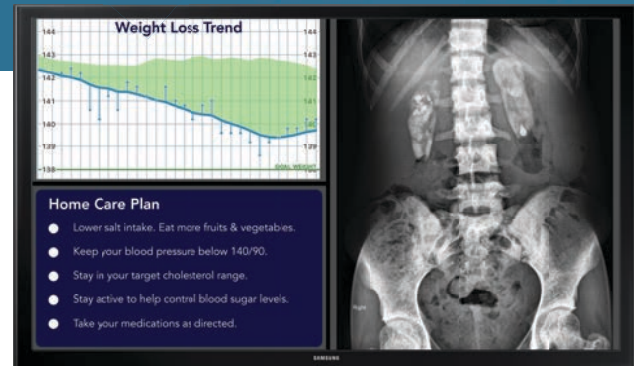 Weight Loss Trend
144 144
143 143
142 142
141 141
140 140
139 139
138
GOAL WEIGHT
Home Care Plan
Lower salt intake. Eat more fruits & vegetables.
Keep your blood pressure below 140/90.
Stay in your target cholesterol range.
Stay active to help control blood sugar levels.
Take your medications as directed.
Right
SAMSUNG